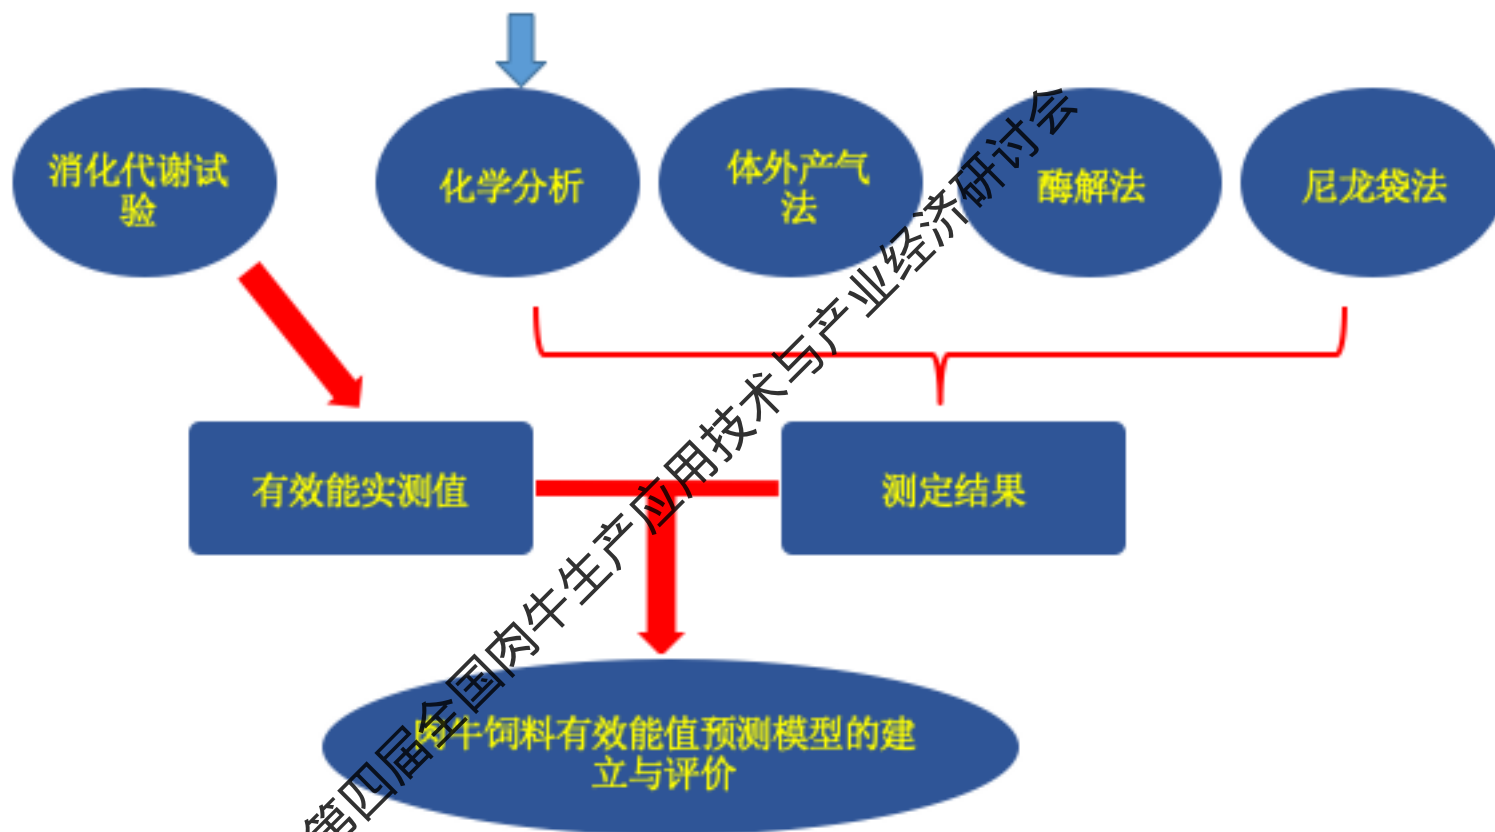 消化代谢试
验
化学分析
体外产气
法
酶解法
尼龙袋法
有效能实测值
测定结果
肉牛饲料有效能值预测模型的建
立与评价
第四届全国肉牛生产应用技术与产业经济研讨会